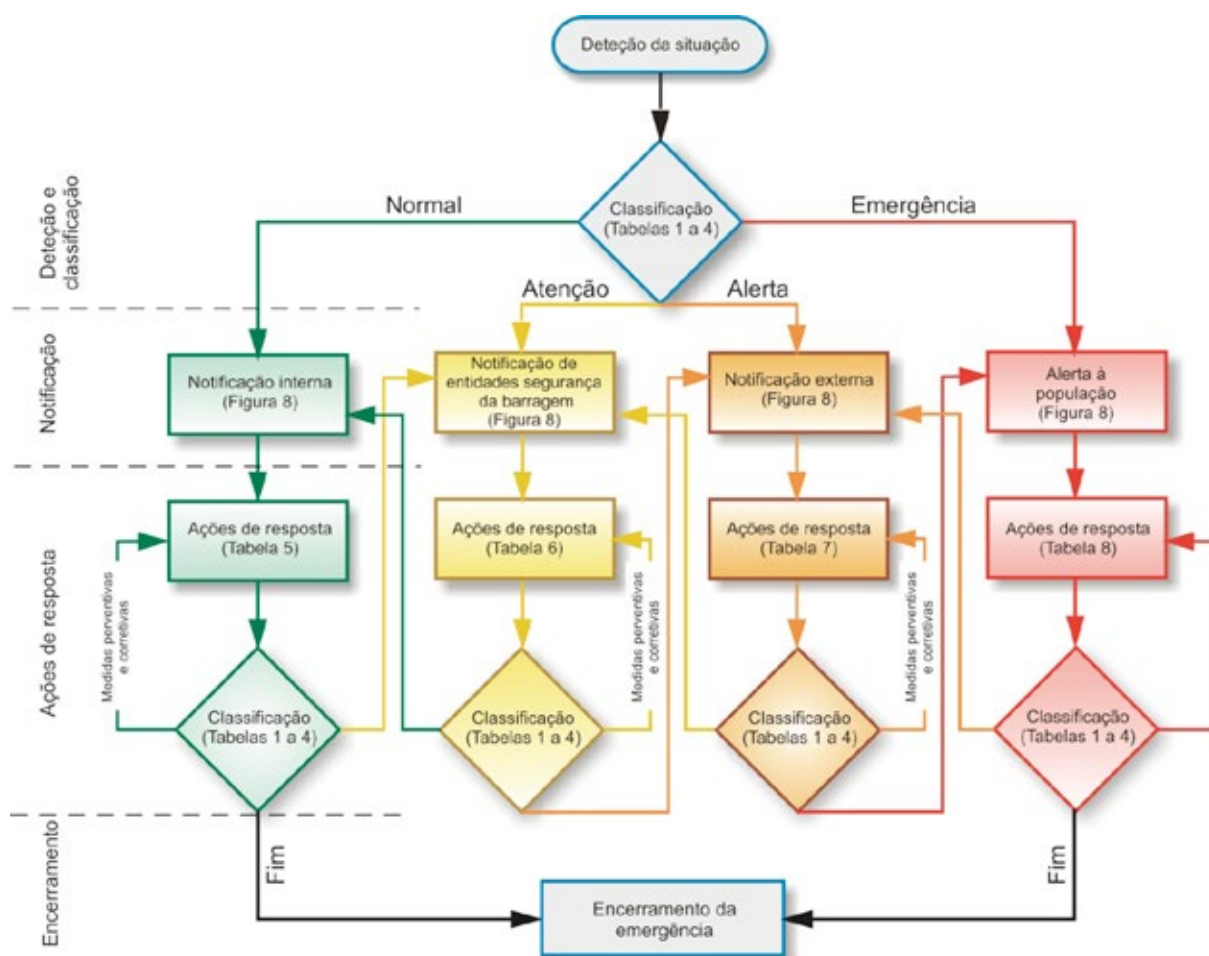 Deteção da situação
Deteção e
classificação
Normal
Classificação
(Tabelas 1 a 4)
Emergência
Atenção
Alerta
Notificação
Notificação interna
(Figura 8)
Notificação de
entidades segurança
da barragem
(Figura 8)
Notificação externa
(Figura 8)
Alerta à
população
(Figura 8)
Ações de resposta
Ações de resposta
(Tabela 5)
Ações de resposta
(Tabela 6)
Ações de resposta
(Tabela 7)
Ações de resposta
(Tabela 8)
Medidas perventivas
e corretivas
Medidas perventivas
e corretivas
Medidas perventivas
e corretivas
Classificação
(Tabelas 1 a 4)
Classificação
(Tabelas 1 a 4)
Classificação
(Tabelas 1 a 4)
Classificação
(Tabelas 1 a 4)
Encerramento
Fim
Fim
Encerramento da
emergência